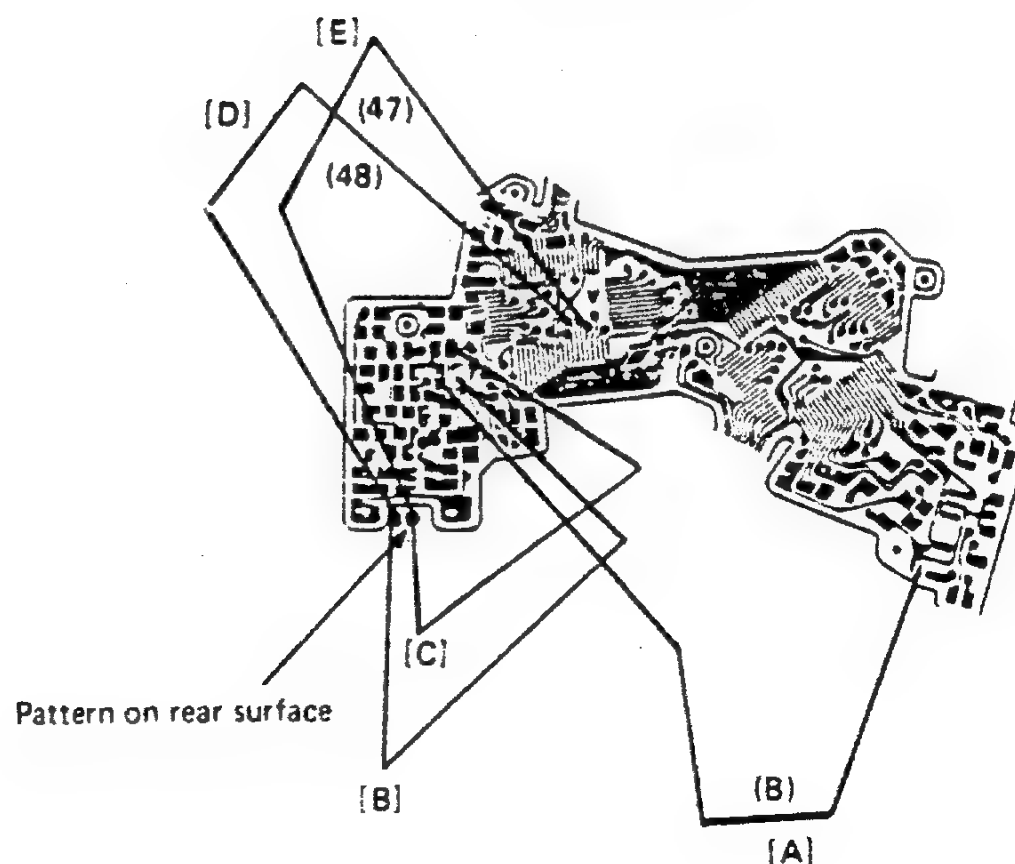 [E]
[D]
(47)
(48)
[C]
Pattern on rear surface
[B]
(B)
[A]